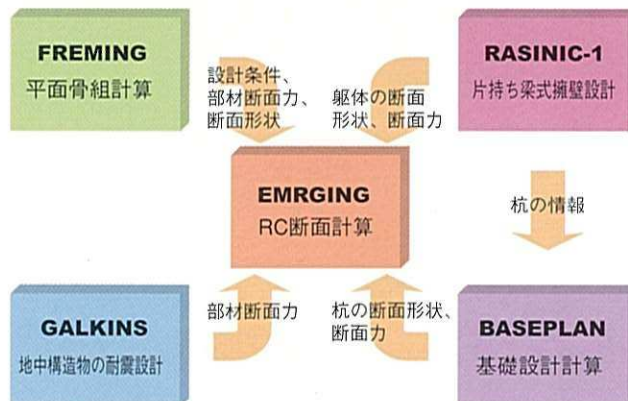 FREMING
平面骨組計算
設計条件、
部材断面力、
断面形状
躯体の断面
形状、断面力
RASINIC-1
片持ち梁式擁壁設計
EMRGING
RC断面計算
杭の情報
GALKINS
地中構造物の耐震設計
部材断面力
杭の断面形状、
断面力
BASEPLAN
基礎設計計算